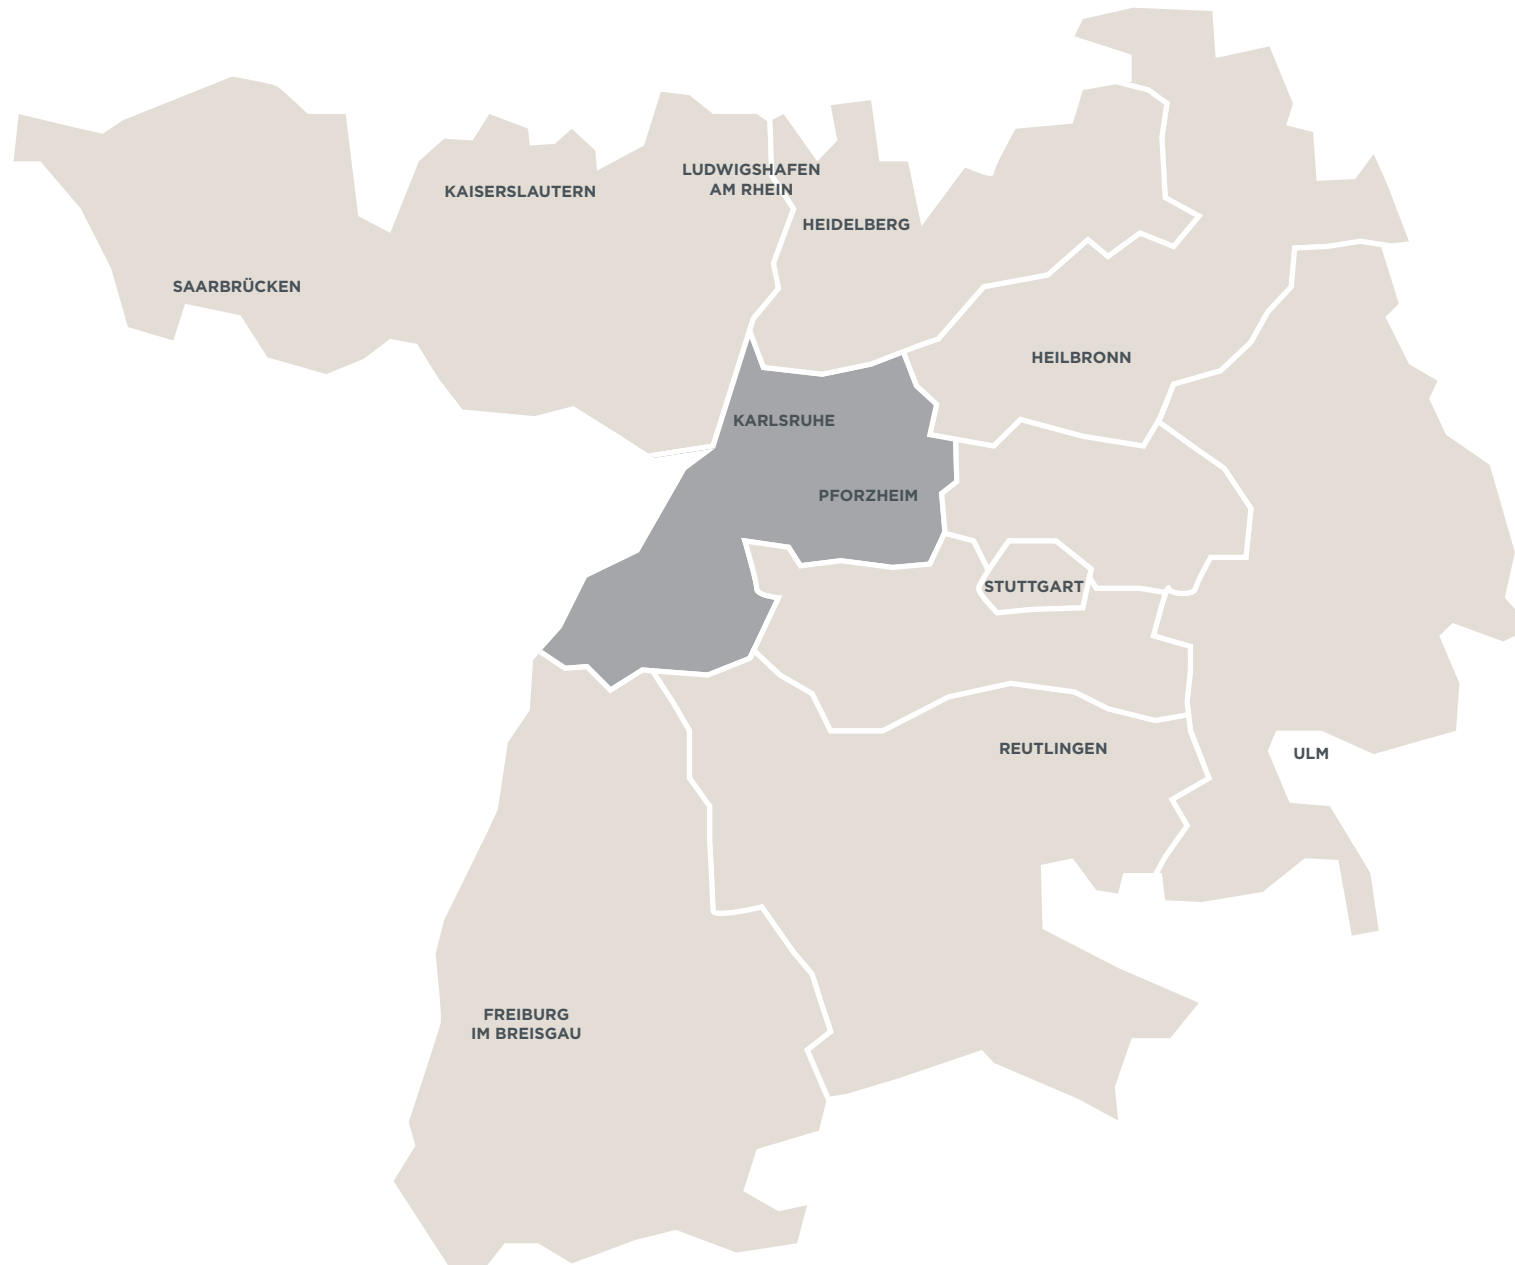 LUDWIGSHAFEN
AM RHEIN
KAISERSLAUTERN
HEIDELBERG
SAARBRÜCKEN
HEILBRONN
KARLSRUHE
PFORZHEIM
STUTTGART
REUTLINGEN
ULM
FREIBURG
IM BREISGAU